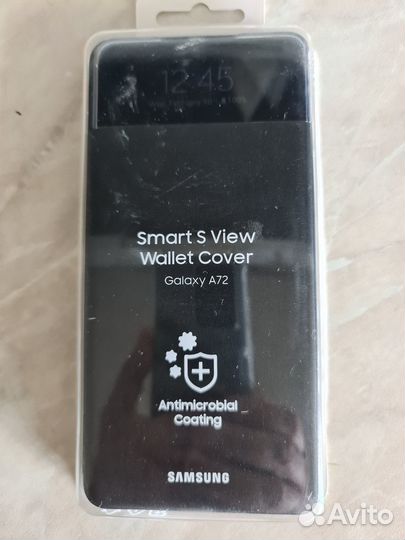 12:45
Smart S View
Wallet Cover
Galaxy A72
Antimicrobial
Coating
SAMSUNG
Avito